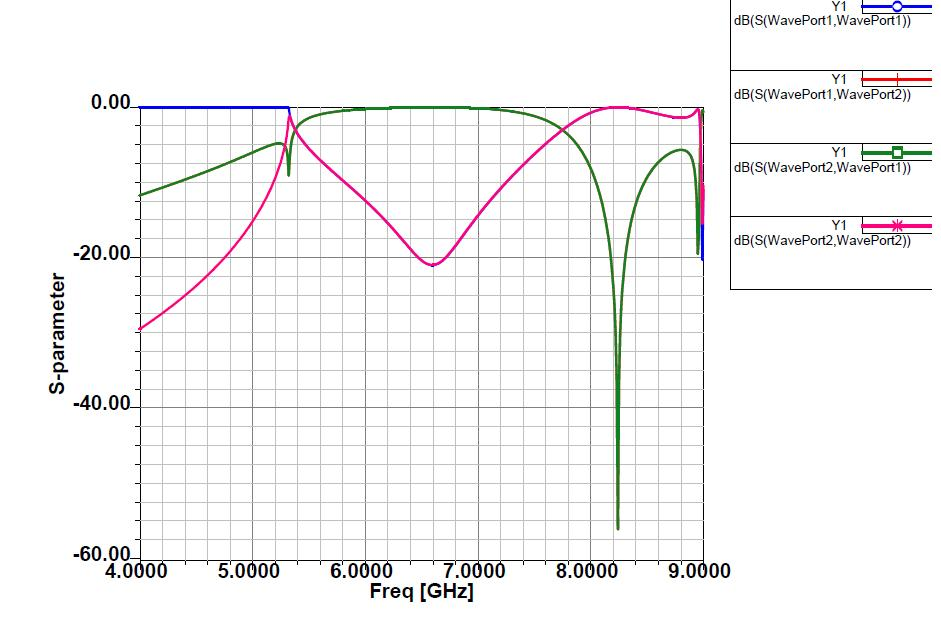 Y1
dB(S(WavePort1,WavePort1))
Y1
dB(S(WavePort1,WavePort2))
Y1
dB(S(WavePort2,WavePort1))
Y1
dB(S(WavePort2,WavePort2))
0.00
-20.00
-40.00
-60.00
S-parameter
4.0000 5.0000 6.0000 7.0000 8.0000 9.0000
Freq [GHz]